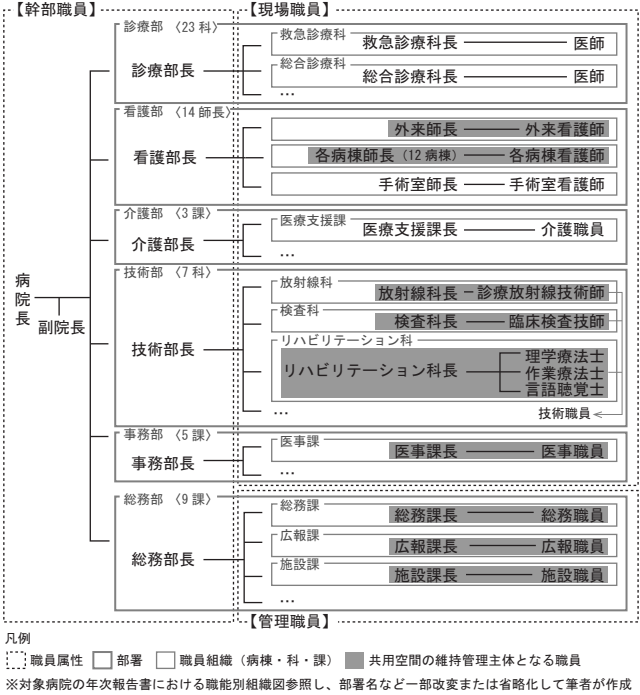 【幹部職員】
【現場職員】
診療部 〈23 科〉
診療部長
救急診療科
救急診療科長 医師
総合診療科
総合診療科長 医師
…
看護部 〈14 師長〉
看護部長
外来師長 外来看護師
各病棟師長(12 病棟) 各病棟看護師
手術室師長 手術室看護師
介護部 〈3 課〉
介護部長
医療支援課
医療支援課長 介護職員
…
病院長
副院長
技術部 〈7 科〉
技術部長
放射線科
放射線科長 診療放射線技術師
検査科
検査科長 臨床検査技師
リハビリテーション科
リハビリテーション科長
理学療法士
作業療法士
言語聴覚士
…
技術職員
事務部 〈5 課〉
事務部長
医事課
医事課長 医事職員
…
総務部 〈9 課〉
総務部長
総務課
総務課長 総務職員
広報課
広報課長 広報職員
施設課
施設課長 施設職員
…
【管理職員】
凡例
職員属性 部署 職員組織(病棟・科・課) 共用空間の維持管理主体となる職員
※対象病院の年次報告書における職能別組織図参照し、部署名など一部改変または省略化して筆者が作成